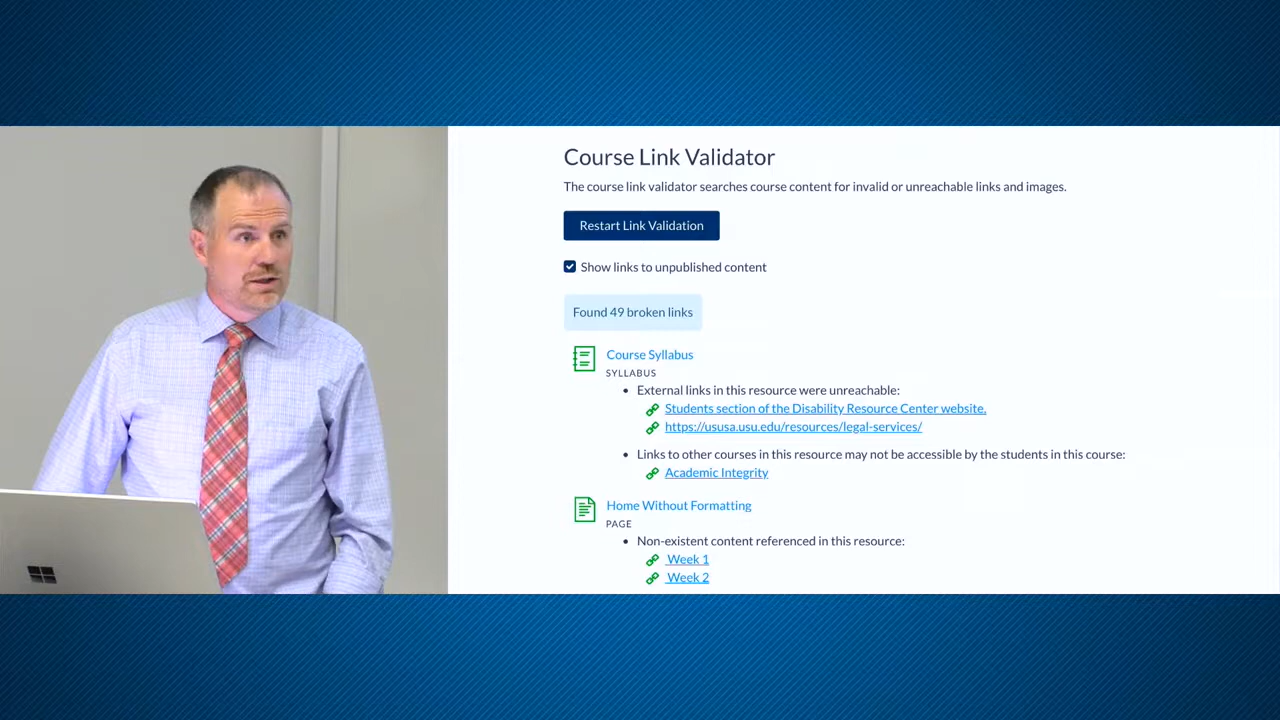 Course Link Validator
The course link validator searches course content for invalid or unreachable links and images.
Restart Link Validation
Show links to unpublished content
Found 49 broken links
Course Syllabus
SYLLABUS
External links in this resource were unreachable:
Students section of the Disability Resource Center website.
https://ususa.usu.edu/resources/legal-services/
Links to other courses in this resource may not be accessible by the students in this course:
Academic Integrity
Home Without Formatting
PAGE
Non-existent content referenced in this resource:
Week 1
Week 2